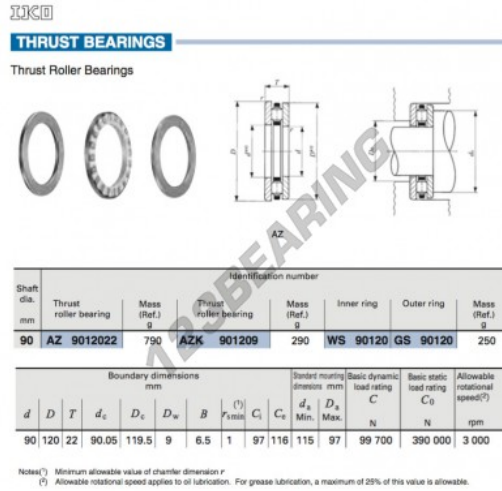 IKO
THRUST BEARINGS
Thrust Roller Bearings
T
r
D
d
AZ
123BEARING
Identification number
Shaft dia. mm
Thrust roller bearing
Mass (Ref.) g
Thrust roller bearing
Mass (Ref.) g
Inner ring
Outer ring
Mass (Ref.) g
90 AZ 9012022 790 AZK 901209 290 WS 90120 GS 90120 250
Boundary dimensions mm
Standard mounting dimensions mm
Basic dynamic load rating C N
Basic static load rating C0 N
Allowable rotational speed(2) rpm
d D T dc Dc Dw B rs min(1) Ci Ce da Min. Da Max.
90 120 22 90.05 119.5 9 6.5 1 97 116 115 97 99 700 390 000 3 000
Notes(1) Minimum allowable value of chamfer dimension r
(2) Allowable rotational speed applies to oil lubrication. For grease lubrication, a maximum of 25% of this value is allowable.